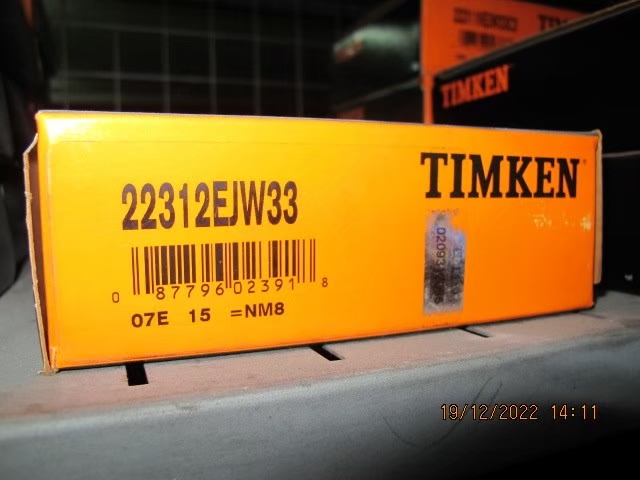 TIMKEN
TIMKEN
22312EJW33
0 87796 02391 8
07E 15 =NM8
19/12/2022 14:11